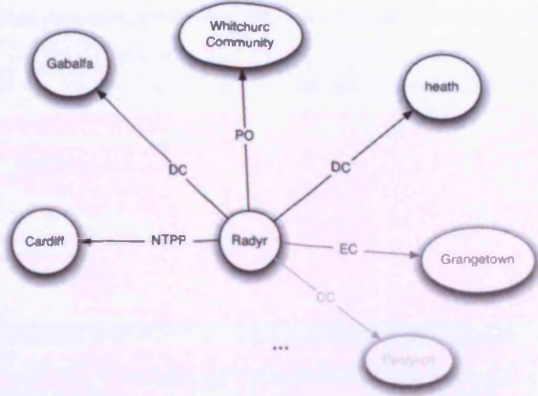 Whitchurc
Community
Gabalfa
heath
PO
DC
DC
Cardiff
NTPP
Radyr
EC
Grangetown
DC
...